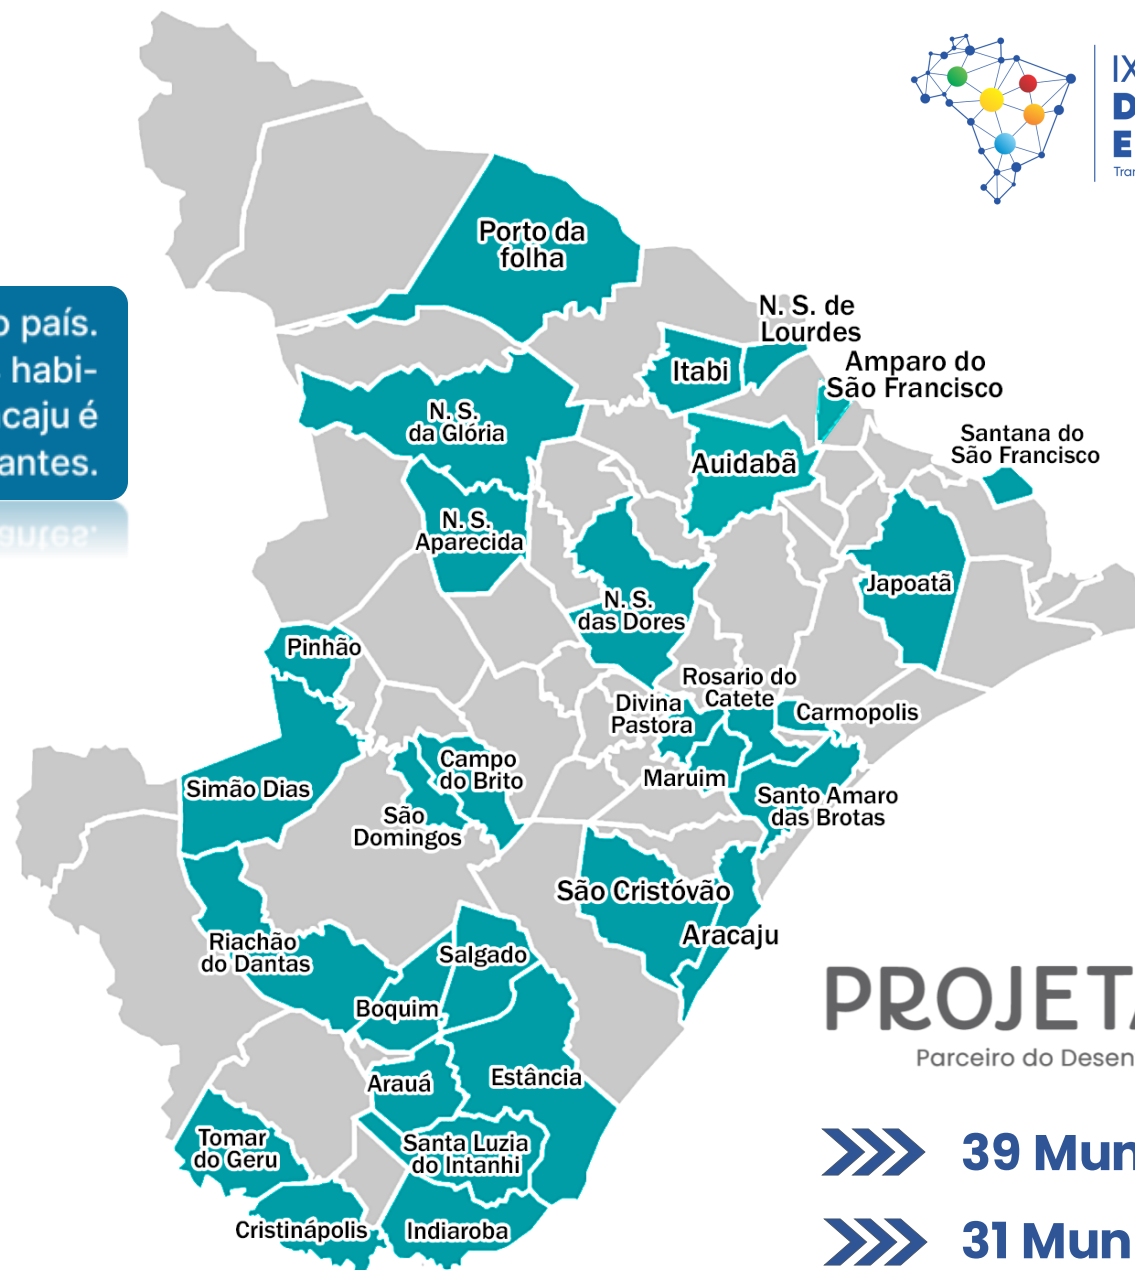 IX
D
E
Tran
o país.
s habi-
caju é
antes.
Porto da
folha
N. S. de
Lourdes
Itabi
Amparo do
São Francisco
N. S.
da Glória
Santana do
São Francisco
Auidabã
N. S.
Aparecida
Japoatã
N. S.
das Dores
Pinhão
Rosario do
Catete
Divina
Pastora
Carmopolis
Campo
do Brito
Maruim
Simão Dias
Santo Amaro
das Brotas
São
Domingos
São Cristóvão
Aracaju
Riachão
do Dantas
Salgado
Boquim
PROJETA
Parceiro do Desen
Estância
Arauá
Tomar
do Geru
Santa Luzia
do Intanhi
39 Mun
Cristinápolis
Indiaroba
31 Mun